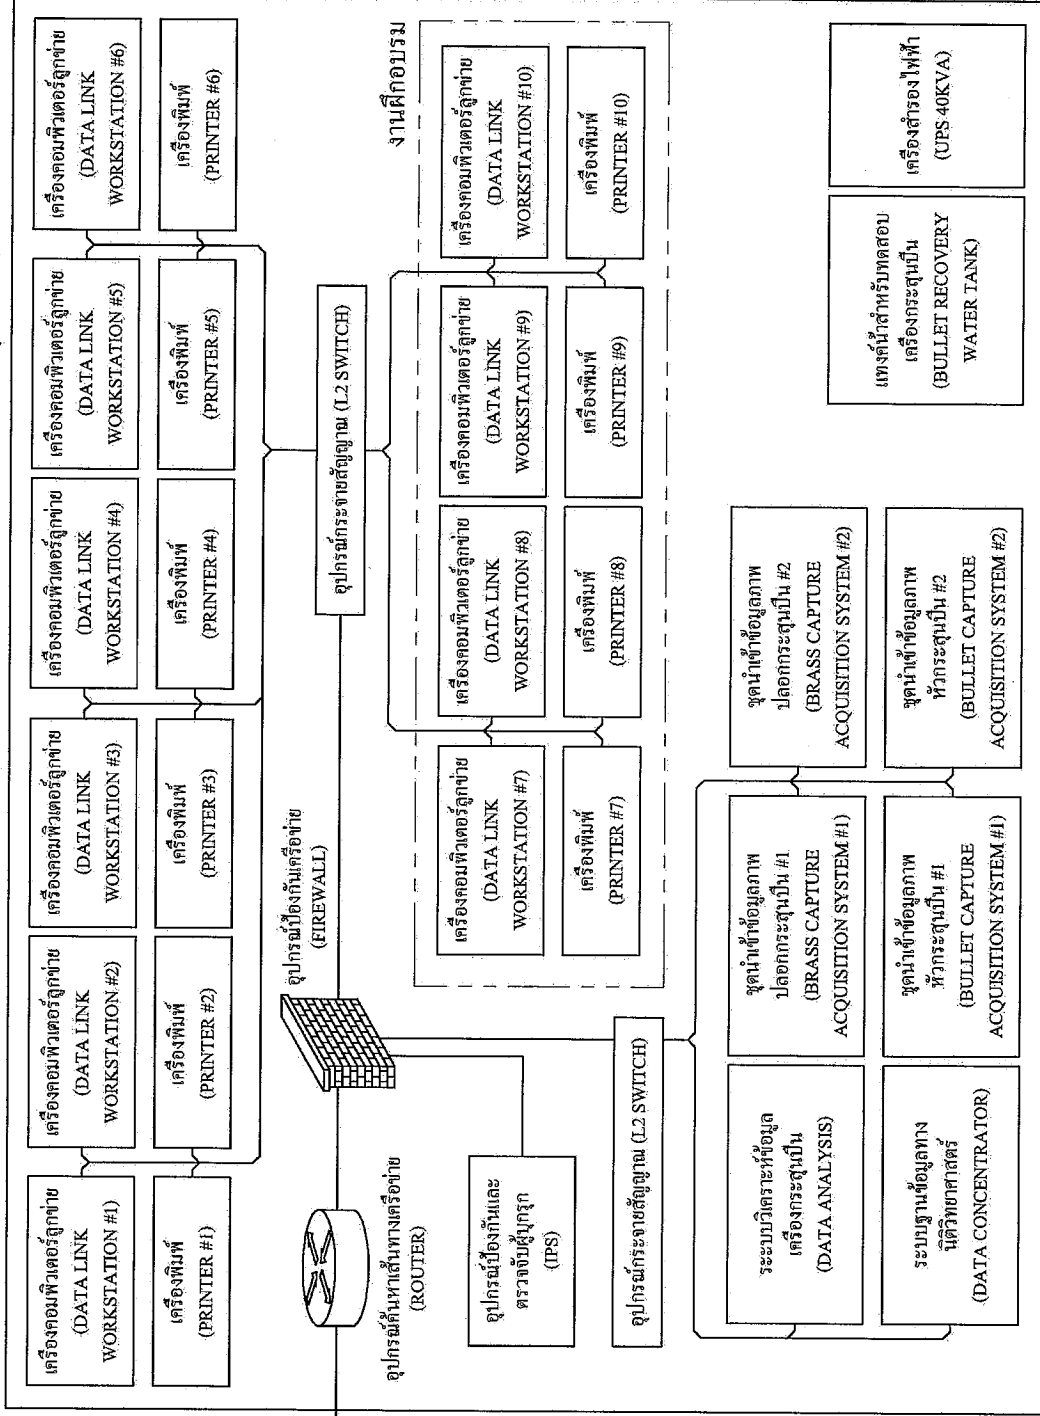 เครื่องคอมพิวเตอร์ลูกข่าย
(DATA LINK
WORKSTATION #1)
เครื่องคอมพิวเตอร์ลูกข่าย
(DATA LINK
WORKSTATION #2)
เครื่องคอมพิวเตอร์ลูกข่าย
(DATA LINK
WORKSTATION #3)
เครื่องคอมพิวเตอร์ลูกข่าย
(DATA LINK
WORKSTATION #4)
เครื่องคอมพิวเตอร์ลูกข่าย
(DATA LINK
WORKSTATION #5)
เครื่องคอมพิวเตอร์ลูกข่าย
(DATA LINK
WORKSTATION #6)
เครื่องพิมพ์
(PRINTER #1)
เครื่องพิมพ์
(PRINTER #2)
เครื่องพิมพ์
(PRINTER #3)
เครื่องพิมพ์
(PRINTER #4)
เครื่องพิมพ์
(PRINTER #5)
เครื่องพิมพ์
(PRINTER #6)
อุปกรณ์ค้นหาเส้นทางเครือข่าย
(ROUTER)
อุปกรณ์ป้องกันเครือข่าย
(FIREWALL)
อุปกรณ์กระจายสัญญาณ (L2 SWITCH)
งานฝึกอบรม
เครื่องคอมพิวเตอร์ลูกข่าย
(DATA LINK
WORKSTATION #7)
เครื่องคอมพิวเตอร์ลูกข่าย
(DATA LINK
WORKSTATION #8)
เครื่องคอมพิวเตอร์ลูกข่าย
(DATA LINK
WORKSTATION #9)
เครื่องคอมพิวเตอร์ลูกข่าย
(DATA LINK
WORKSTATION #10)
เครื่องพิมพ์
(PRINTER #7)
เครื่องพิมพ์
(PRINTER #8)
เครื่องพิมพ์
(PRINTER #9)
เครื่องพิมพ์
(PRINTER #10)
อุปกรณ์ป้องกันและ
ตรวจจับผู้บุกรุก
(IPS)
อุปกรณ์กระจายสัญญาณ (L2 SWITCH)
ระะบบวิเคราะห์ข้อมูล
เครื่องกระสุนปืน
(DATA ANALYSIS)
ชุดนำเข้าข้อมูลภาพ
ปลอกกระสุนปืน #1
(BRASS CAPTURE
ACQUISITION SYSTEM #1)
ชุดนำเข้าข้อมูลภาพ
ปลอกกระสุนปืน #2
(BRASS CAPTURE
ACQUISITION SYSTEM #2)
ระบบฐานข้อมูลทาง
นิติวิทยาศาสตร์
(DATA CONCENTRATOR)
ชุดนำเข้าข้อมูลภาพ
หัวกระสุนปืน #1
(BULLET CAPTURE
ACQUISITION SYSTEM #1)
ชุดนำเข้าข้อมูลภาพ
หัวกระสุนปืน #2
(BULLET CAPTURE
ACQUISITION SYSTEM #2)
แทงค์น้ำสำหรับทดสอบ
เครื่องกระสุนปืน
(BULLET RECOVERY
WATER TANK)
เครื่องสำรองไฟฟ้า
(UPS 40KVA)